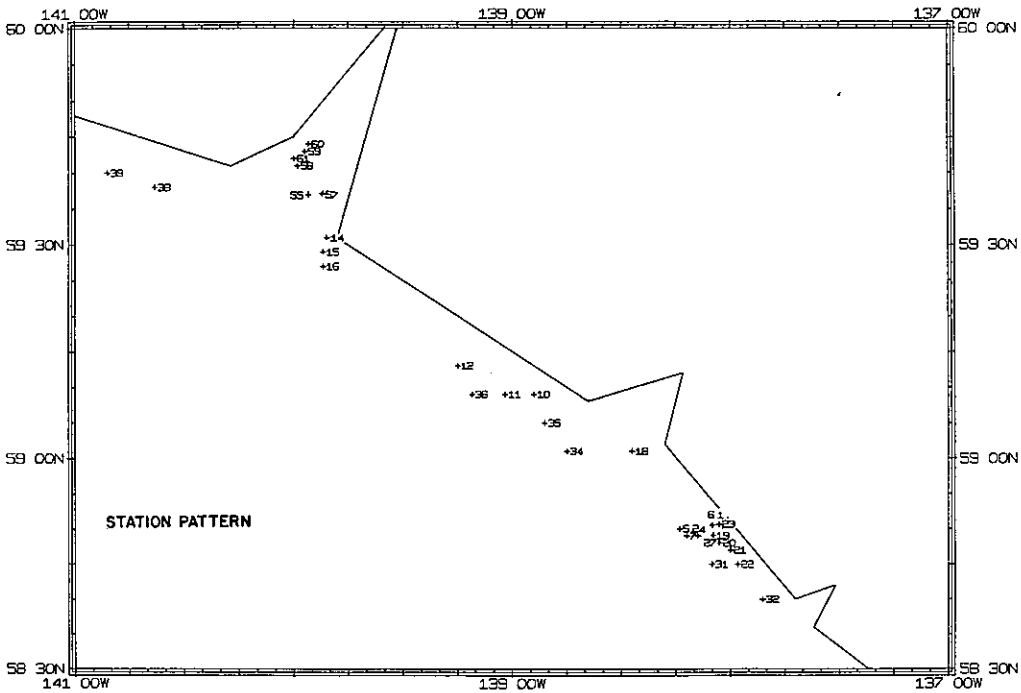 141 00W 139 00W 137 00W
60 00N 60 00N
+60
+59
+61
+58
+39
+38
55+ +57
59 30N +14 59 30N
+15
+16
+12
+36 +11 +10
+35
+34 +18
59 00N 59 00N
STATION PATTERN
+23
+19
+20
+21
+31 +22
+32
58 30N 58 30N
141 00W 139 00W 137 00W